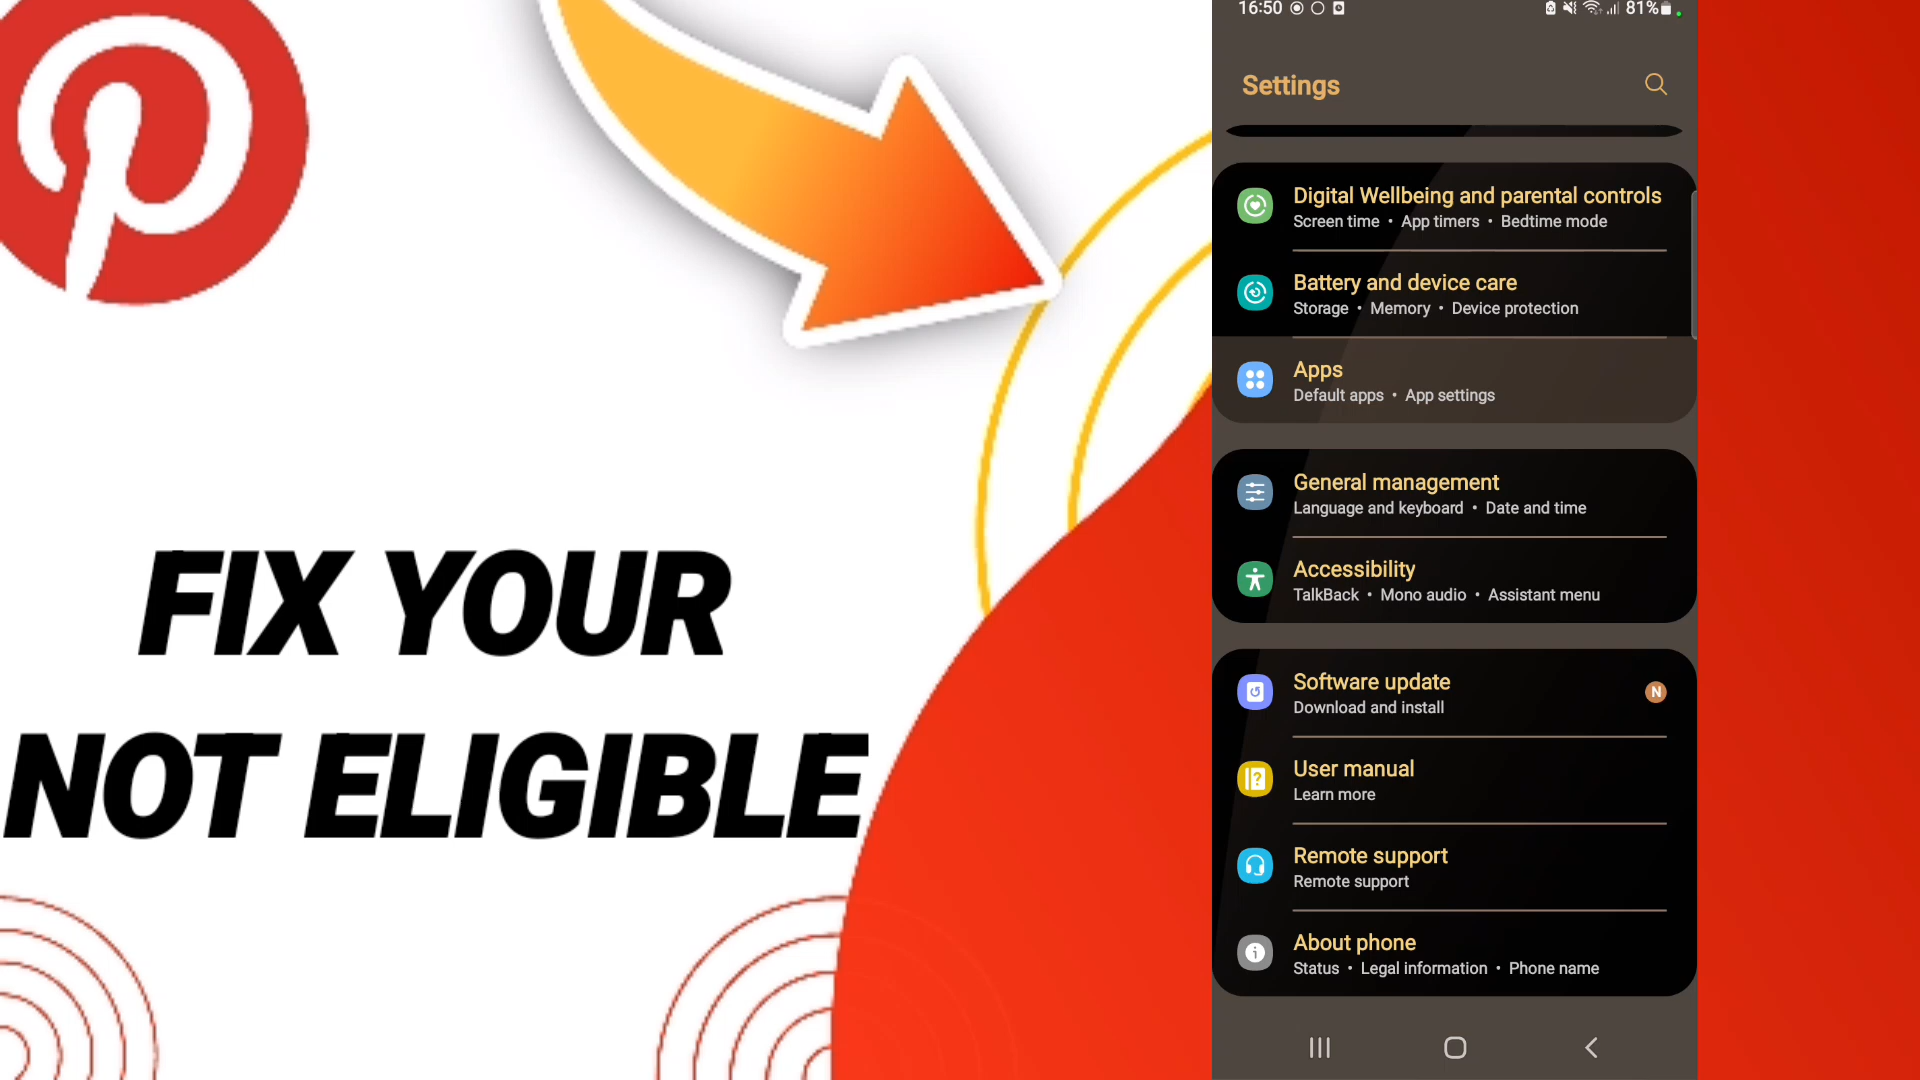 FIX YOUR
NOT ELIGIBLE
16:50
81%
Settings
Digital Wellbeing and parental controls
Screen time • App timers • Bedtime mode
Battery and device care
Storage • Memory • Device protection
Apps
Default apps • App settings
General management
Language and keyboard • Date and time
Accessibility
TalkBack • Mono audio • Assistant menu
Software update
N
Download and install
User manual
Learn more
Remote support
Remote support
About phone
Status • Legal information • Phone name